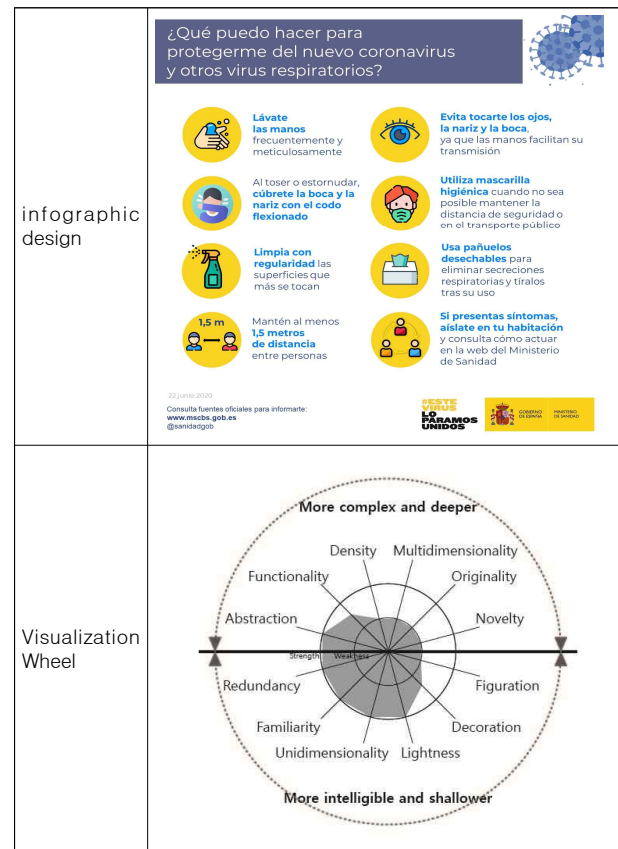 infographic
design
¿Qué puedo hacer para
protegerme del nuevo coronavirus
y otros virus respiratorios?
Lávate
las manos
frecuentemente y
meticulosamente
Evita tocarte los ojos,
la nariz y la boca,
ya que las manos facilitan su
transmisión
Al toser o estornudar,
cúbrete la boca y la
nariz con el codo
flexionado
Utiliza mascarilla
higiénica cuando no sea
posible mantener la
distancia de seguridad o
en el transporte público
Limpia con
regularidad las
superficies que
más se tocan
Usa pañuelos
desechables para
eliminar secreciones
respiratorias y tíralos
tras su uso
1,5 m
Mantén al menos
1,5 metros
de distancia
entre personas
Si presentas síntomas,
aíslate en tu habitación
y consulta cómo actuar
en la web del Ministerio
de Sanidad
22 junio 2020
Consulta fuentes oficiales para informarte:
www.mscbs.gob.es
@sanidadgob
#ESTE
VIRUS
LO
PARAMOS
UNIDOS
GOBIERNO
DE ESPAÑA
MINISTERIO
DE SANIDAD
Visualization
Wheel
More complex and deeper
Density Multidimensionality
Functionality Originality
Abstraction Novelty
Strength Weakness
Redundancy Figuration
Familiarity Decoration
Unidimensionality Lightness
More intelligible and shallower